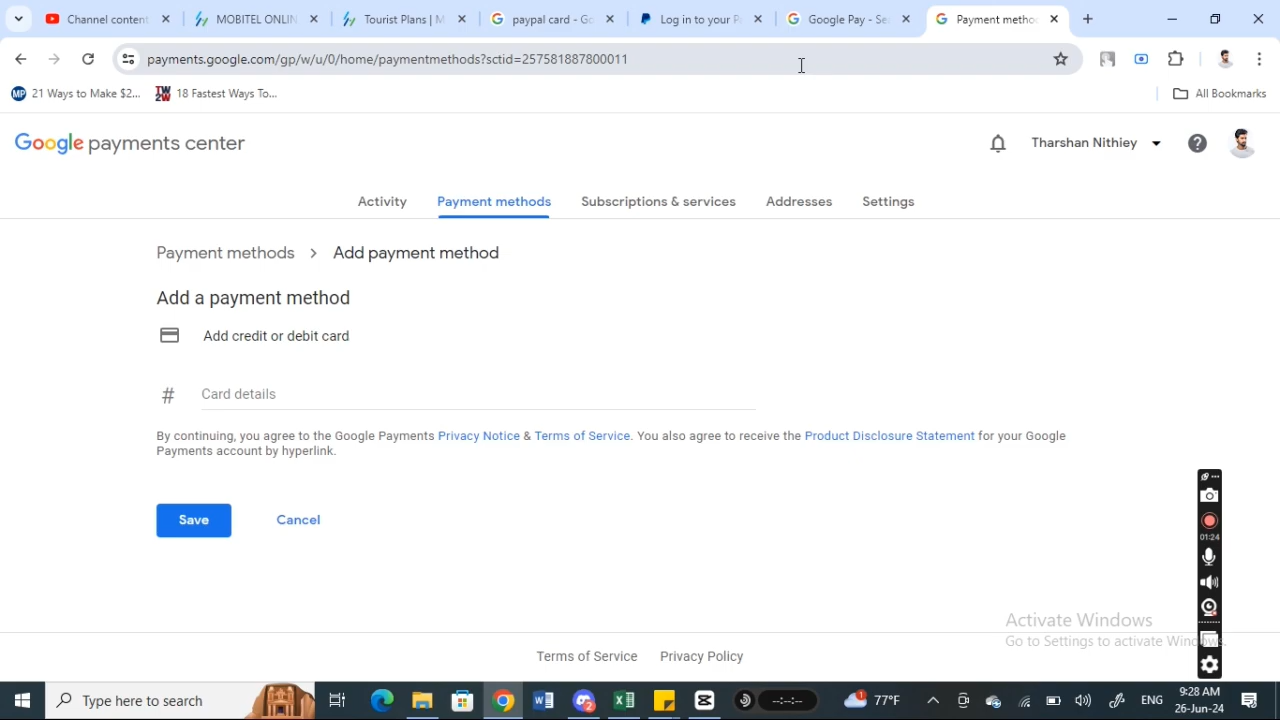 Channel content
MOBITEL ONLIN
Tourist Plans | M
paypal card - Go
Log in to your P
Google Pay - Se
Payment metho
payments.google.com/gp/w/u/0/home/paymentmethods?sctid=257581887800011
21 Ways to Make $2...
18 Fastest Ways To...
All Bookmarks
Google payments center
Tharshan Nithiey
Activity
Payment methods
Subscriptions & services
Addresses
Settings
Payment methods > Add payment method
Add a payment method
Add credit or debit card
# Card details
By continuing, you agree to the Google Payments Privacy Notice & Terms of Service. You also agree to receive the Product Disclosure Statement for your Google
Payments account by hyperlink.
Save
Cancel
01:24
Activate Windows
Go to Settings to activate Windows.
Terms of Service
Privacy Policy
Type here to search
--:--:--
1
77°F
ENG
9:28 AM
26-Jun-24